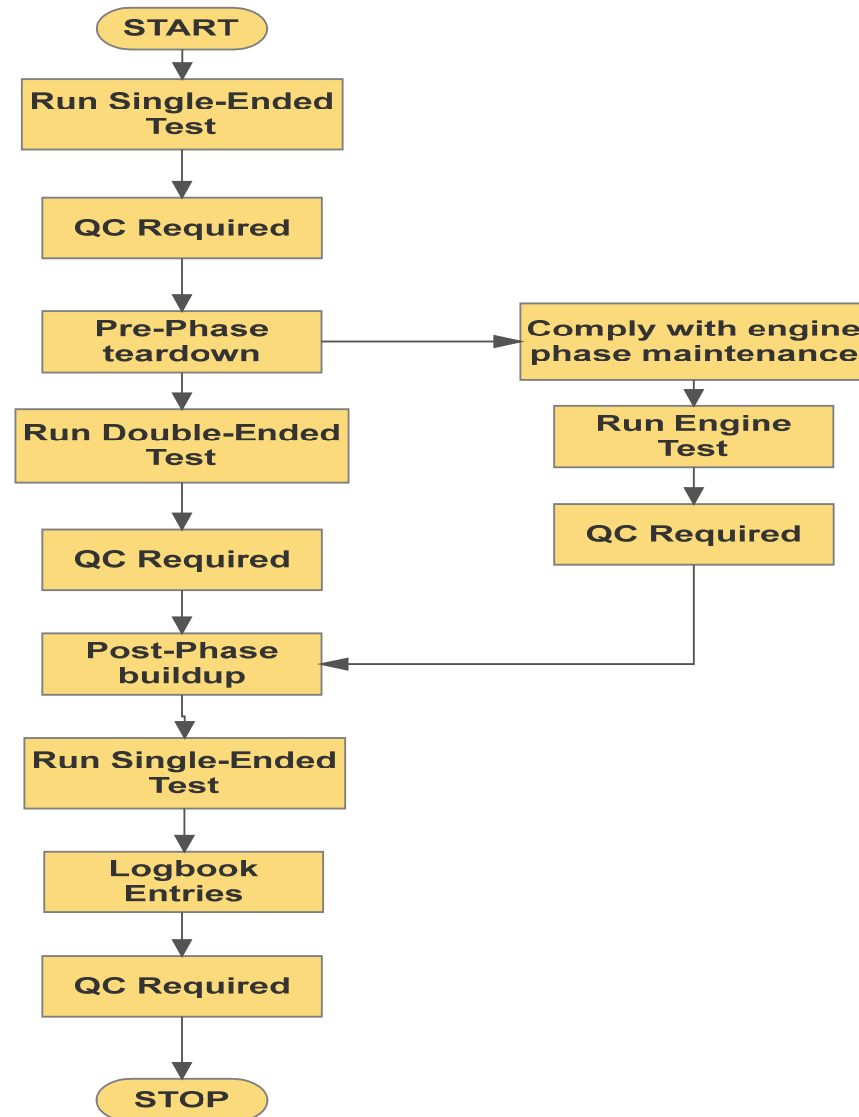 START
Run Single-Ended
Test
QC Required
Pre-Phase
teardown
Comply with engine
phase maintenance
Run Double-Ended
Test
Run Engine
Test
QC Required
QC Required
Post-Phase
buildup
Run Single-Ended
Test
Logbook
Entries
QC Required
STOP